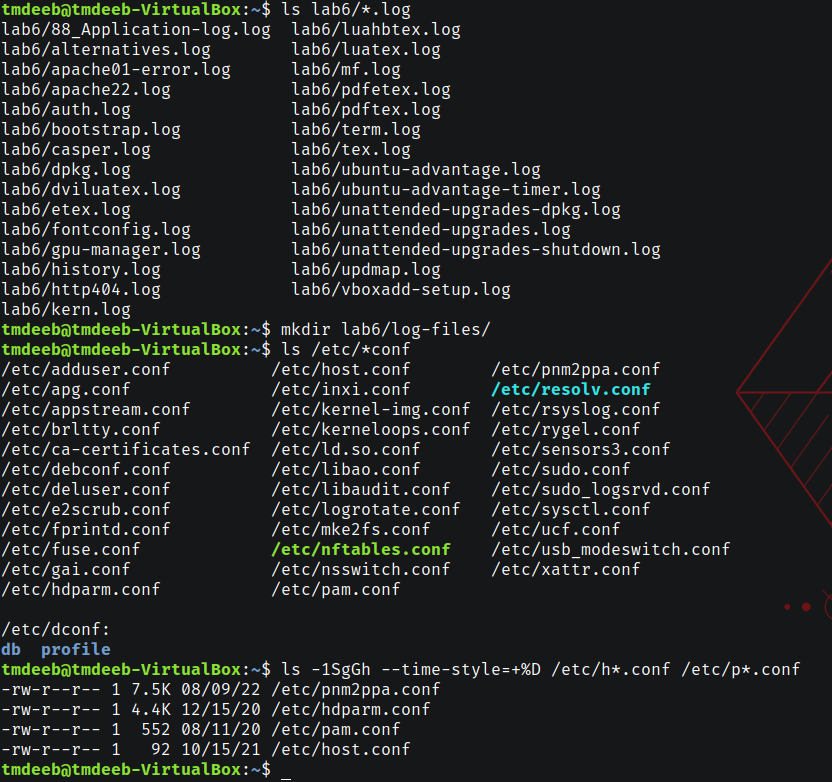 tmdeeb@tmdeeb-VirtualBox:~$ ls lab6/*.log
lab6/88_Application-log.log  lab6/luahbtex.log
lab6/alternatives.log        lab6/luatex.log
lab6/apache01-error.log      lab6/mf.log
lab6/apache22.log            lab6/pdfetex.log
lab6/auth.log                lab6/pdftex.log
lab6/bootstrap.log           lab6/term.log
lab6/casper.log              lab6/tex.log
lab6/dpkg.log                lab6/ubuntu-advantage.log
lab6/dviluatex.log           lab6/ubuntu-advantage-timer.log
lab6/etex.log                lab6/unattended-upgrades-dpkg.log
lab6/fontconfig.log          lab6/unattended-upgrades.log
lab6/gpu-manager.log         lab6/unattended-upgrades-shutdown.log
lab6/history.log             lab6/updmap.log
lab6/http404.log             lab6/vboxadd-setup.log
lab6/kern.log
tmdeeb@tmdeeb-VirtualBox:~$ mkdir lab6/log-files/
tmdeeb@tmdeeb-VirtualBox:~$ ls /etc/*conf
/etc/adduser.conf          /etc/host.conf        /etc/pnm2ppa.conf
/etc/apg.conf              /etc/inxi.conf        /etc/resolv.conf
/etc/appstream.conf        /etc/kernel-img.conf  /etc/rsyslog.conf
/etc/brltty.conf           /etc/kerneloops.conf  /etc/rygel.conf
/etc/ca-certificates.conf  /etc/ld.so.conf       /etc/sensors3.conf
/etc/debconf.conf          /etc/libao.conf       /etc/sudo.conf
/etc/deluser.conf          /etc/libaudit.conf    /etc/sudo_logsrvd.conf
/etc/e2scrub.conf          /etc/logrotate.conf   /etc/sysctl.conf
/etc/fprintd.conf          /etc/mke2fs.conf      /etc/ucf.conf
/etc/fuse.conf             /etc/nftables.conf    /etc/usb_modeswitch.conf
/etc/gai.conf              /etc/nsswitch.conf    /etc/xattr.conf
/etc/hdparm.conf           /etc/pam.conf
/etc/dconf:
db  profile
tmdeeb@tmdeeb-VirtualBox:~$ ls -1SgGh --time-style=+%D /etc/h*.conf /etc/p*.conf
-rw-r--r-- 1 7.5K 08/09/22 /etc/pnm2ppa.conf
-rw-r--r-- 1 4.4K 12/15/20 /etc/hdparm.conf
-rw-r--r-- 1  552 08/11/20 /etc/pam.conf
-rw-r--r-- 1   92 10/15/21 /etc/host.conf
tmdeeb@tmdeeb-VirtualBox:~$ _